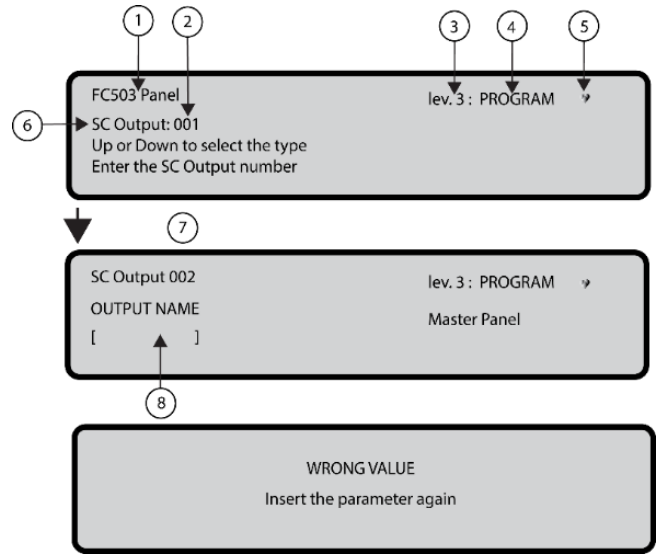 1
2
3
4
5
FC503 Panel
lev. 3 : PROGRAM
6
SC Output: 001
Up or Down to select the type
Enter the SC Output number
7
SC Output 002
lev. 3 : PROGRAM
OUTPUT NAME
Master Panel
[ ]
8
WRONG VALUE
Insert the parameter again